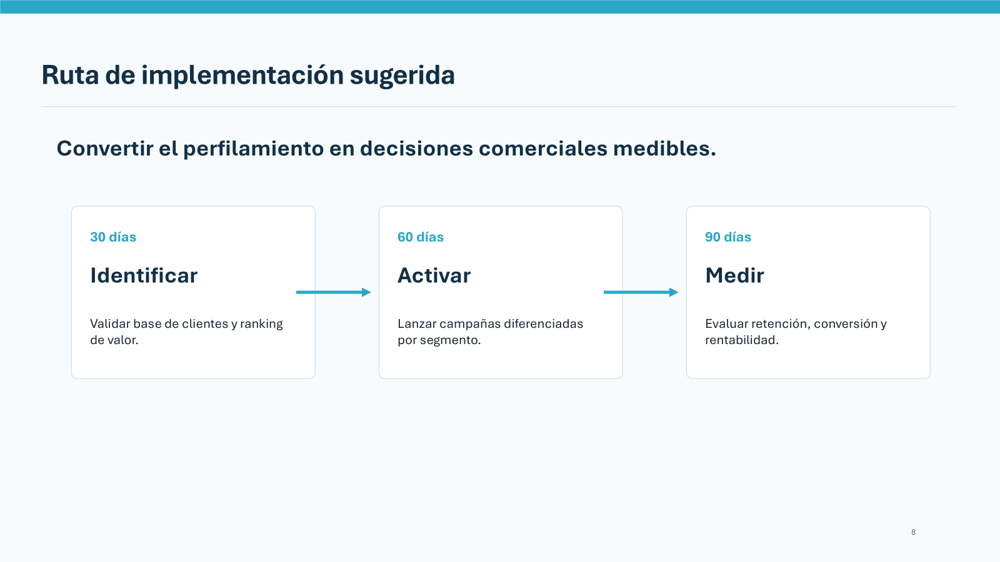 Ruta de implementación sugerida
Convertir el perfilamiento en decisiones comerciales medibles.
30 días
Identificar
Validar base de clientes y ranking
de valor.
60 días
Activar
Lanzar campañas diferenciadas
por segmento.
90 días
Medir
Evaluar retención, conversión y
rentabilidad.
8